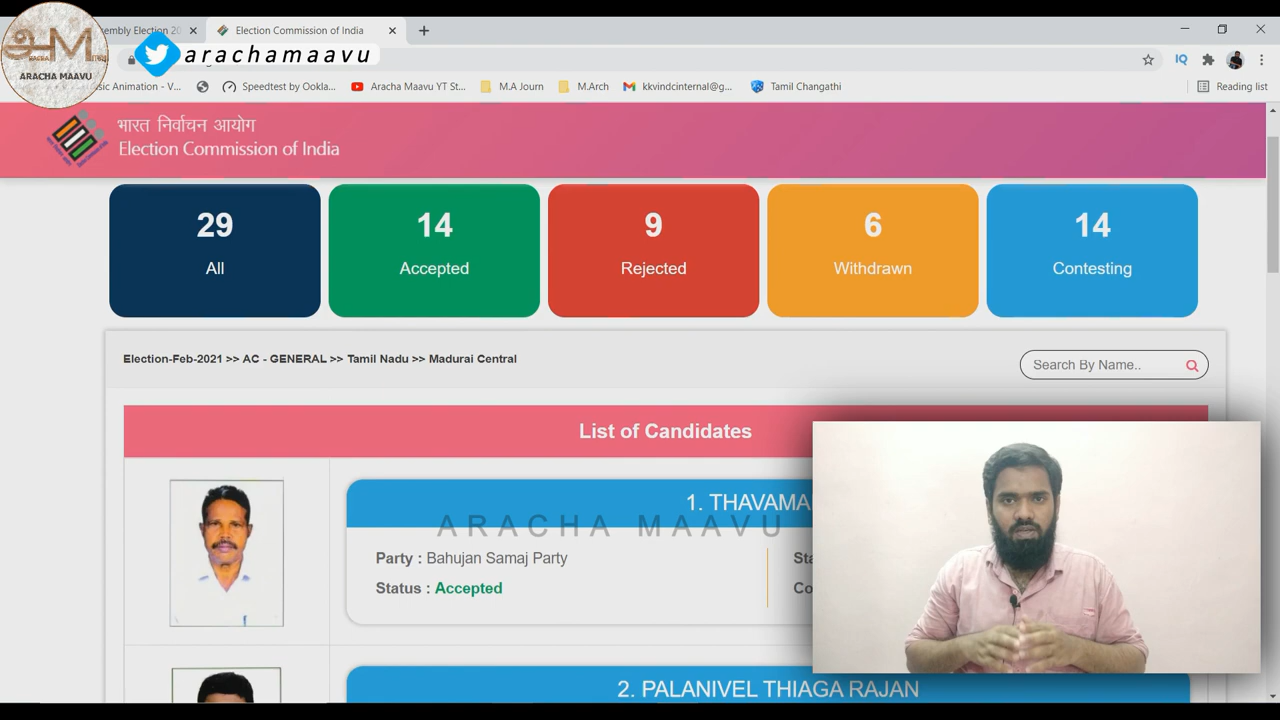 embly Election 20
Election Commission of India
ARACHA MAAVU
arachamaavu
sic Animation - V...
Speedtest by Ookla...
Aracha Maavu YT St...
M.A Journ
M.Arch
kkvindcinternal@g...
Tamil Changathi
Reading list
IQ
भारत निर्वाचन आयोग
Election Commission of India
29
All
14
Accepted
9
Rejected
6
Withdrawn
14
Contesting
Election-Feb-2021 >> AC - GENERAL >> Tamil Nadu >> Madurai Central
Search By Name..
List of Candidates
1. THAVAMA
ARACHA MAAVU
Party : Bahujan Samaj Party
Sta
Status : Accepted
Co
2. PALANIVEL THIAGA RAJAN